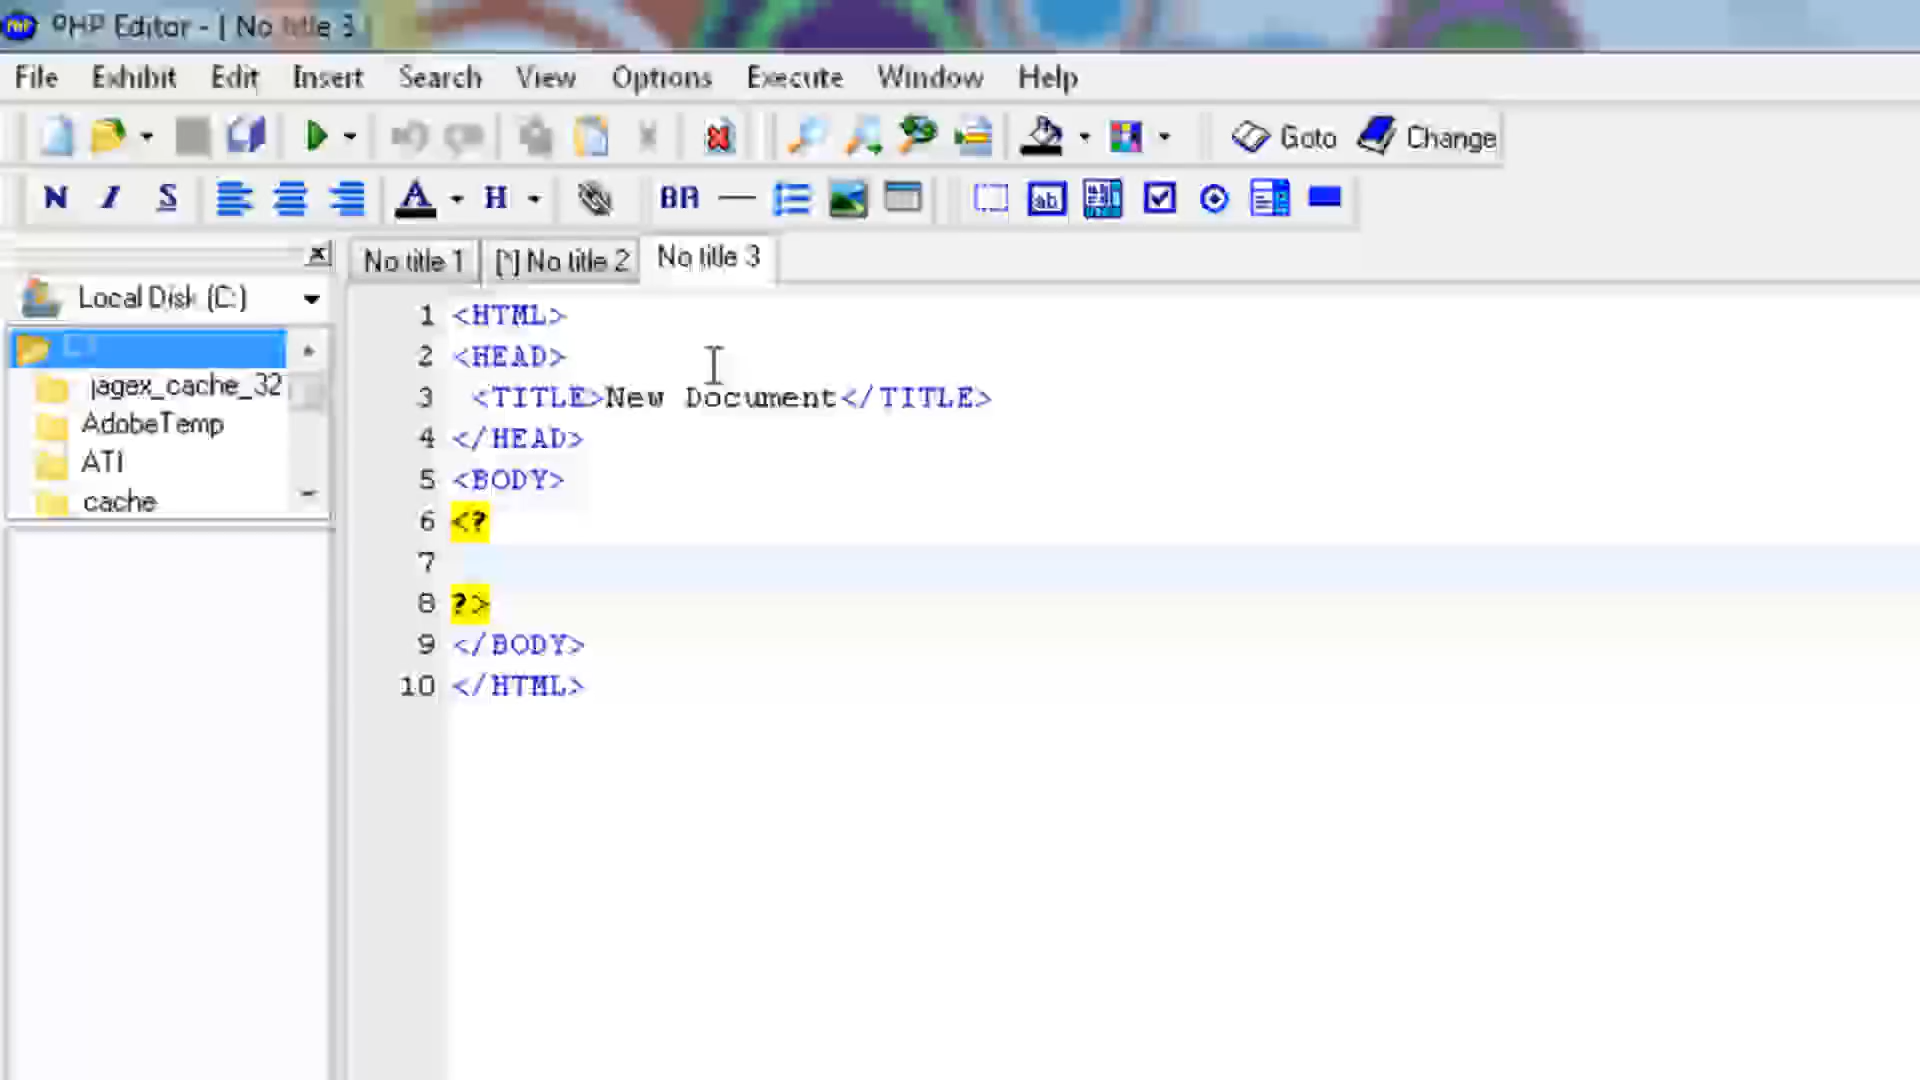 PHP Editor - [ No title 3
File Exhibit Edit Insert Search View Options Execute Window Help
Goto Change
N I S A H BR ab
No title 1 [*] No title 2 No title 3
Local Disk (C:)
jagex_cache_32
AdobeTemp
ATI
cache
1 <HTML>
2 <HEAD>
3 <TITLE>New Document</TITLE>
4 </HEAD>
5 <BODY>
6 <?
7
8 ?>
9 </BODY>
10 </HTML>